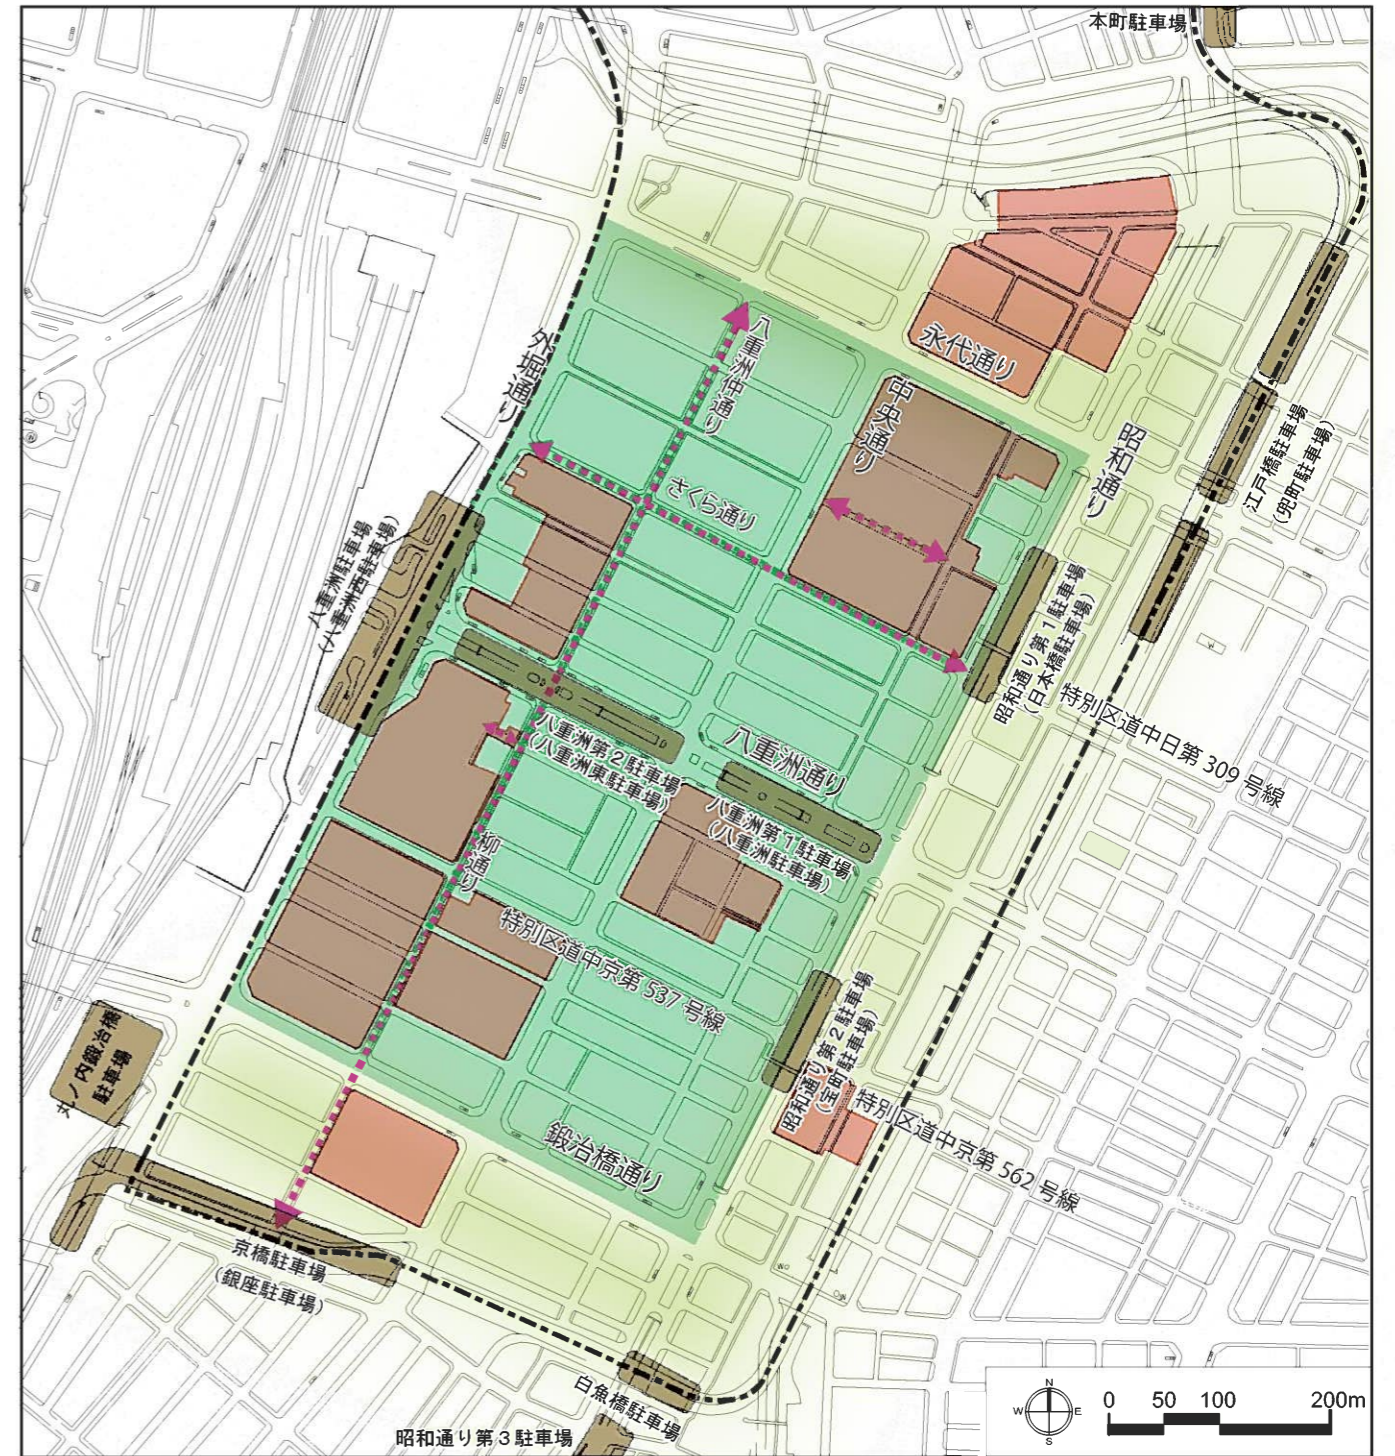 本町駐車場
永代通り
八重洲仲通り
外堀通り
中央通り
昭和通り
江戸橋駐車場
(兜町駐車場)
さくら通り
八重洲駐車場
(八重洲西駐車場)
昭和通り第1駐車場
(日本橋駐車場)
特別区道中日第309号線
八重洲第2駐車場
(八重洲東駐車場)
八重洲通り
八重洲第1駐車場
(八重洲駐車場)
柳通り
特別区道中京第537号線
昭和通り第2駐車場
(宝町駐車場)
丸ノ内鍛冶橋
駐車場
特別区道中京第562号線
鍛冶橋通り
京橋駐車場
(銀座駐車場)
白魚橋駐車場
昭和通り第3駐車場
N
W
E
S
0 50 100 200m